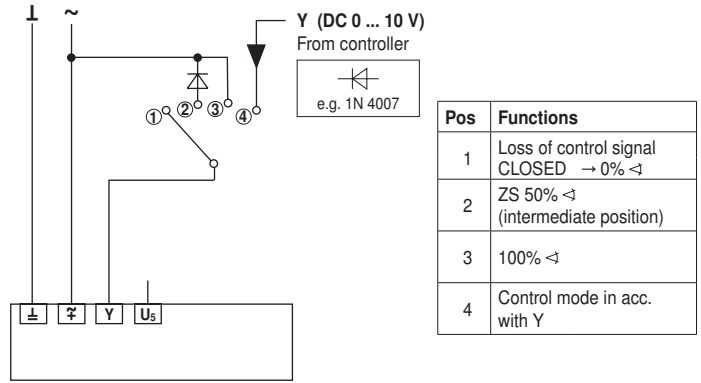 ⊥ ~
Y (DC 0 ... 10 V)
From controller
e.g. 1N 4007
① ② ③ ④
Pos Functions
1 Loss of control signal
CLOSED → 0% ∢
2 ZS 50% ∢
(intermediate position)
3 100% ∢
4 Control mode in acc.
with Y
⊥ ~ Y U5